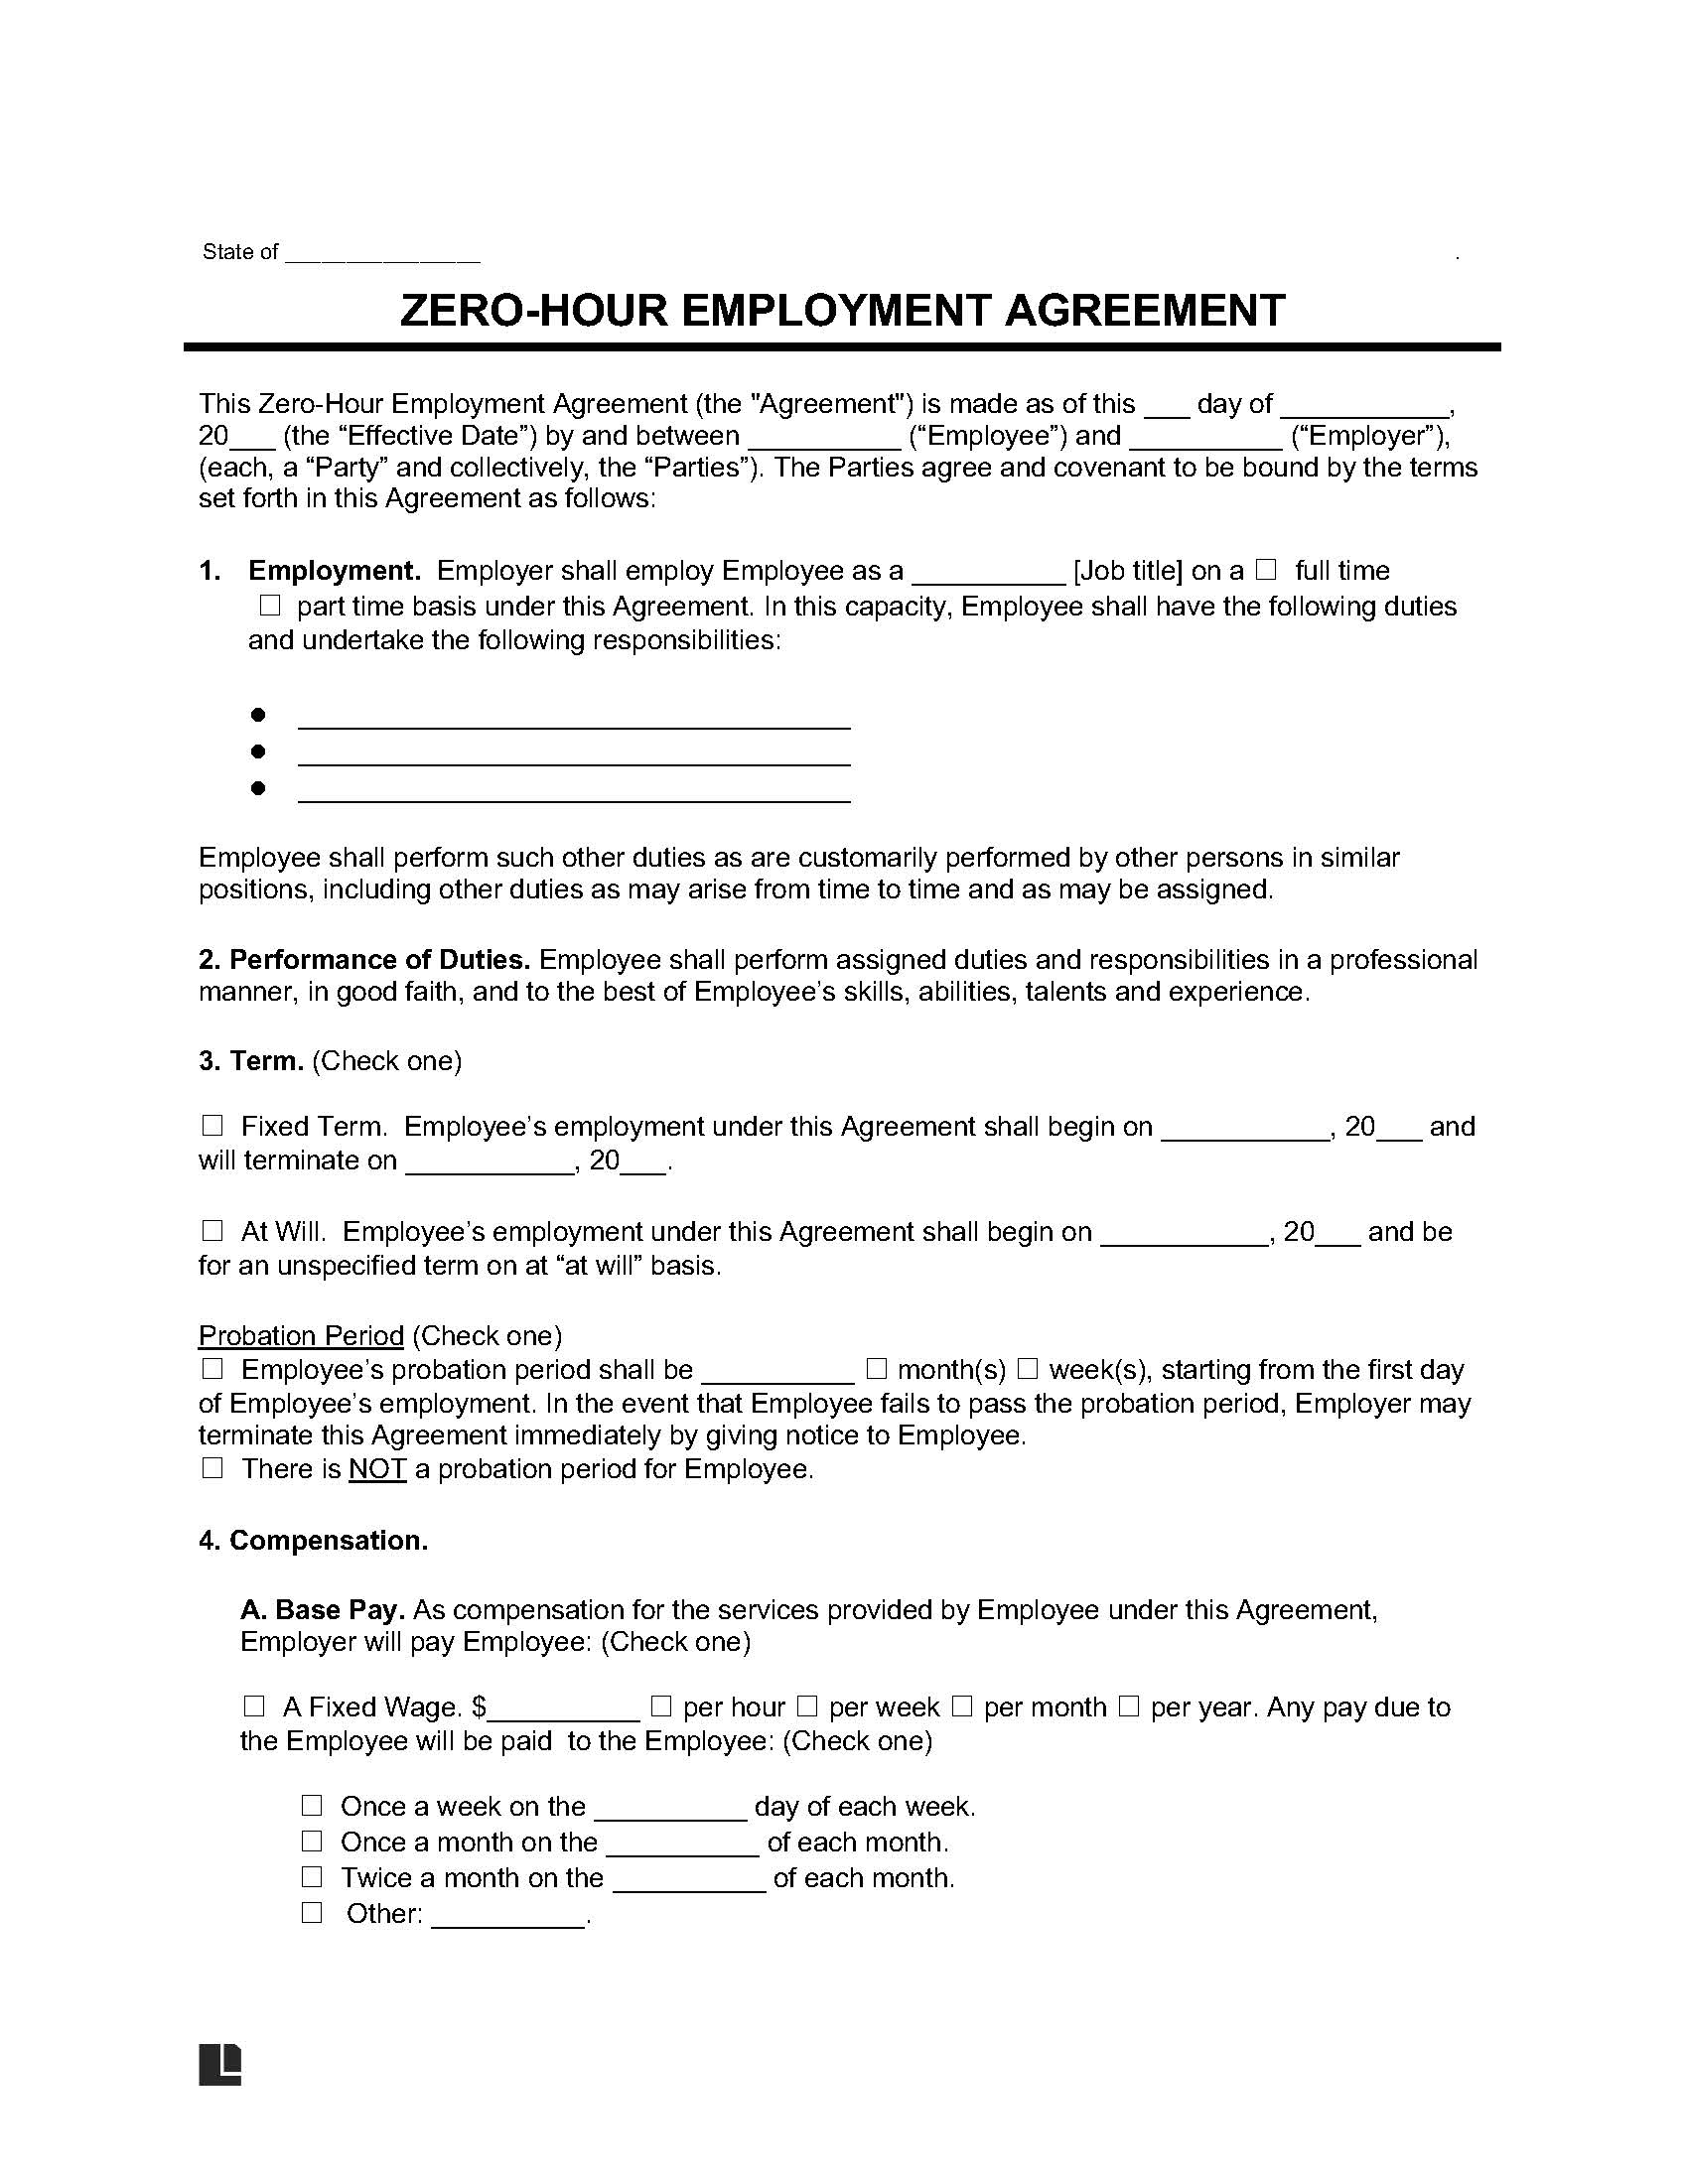 State of ________________ .
ZERO-HOUR EMPLOYMENT AGREEMENT
This Zero-Hour Employment Agreement (the "Agreement") is made as of this ___ day of ___________,
20___ (the “Effective Date”) by and between __________ (“Employee”) and __________ (“Employer”),
(each, a “Party” and collectively, the “Parties”). The Parties agree and covenant to be bound by the terms
set forth in this Agreement as follows:
1. Employment. Employer shall employ Employee as a __________ [Job title] on a ☐ full time
☐ part time basis under this Agreement. In this capacity, Employee shall have the following duties
and undertake the following responsibilities:
● ____________________________________
● ____________________________________
● ____________________________________
Employee shall perform such other duties as are customarily performed by other persons in similar
positions, including other duties as may arise from time to time and as may be assigned.
2. Performance of Duties. Employee shall perform assigned duties and responsibilities in a professional
manner, in good faith, and to the best of Employee’s skills, abilities, talents and experience.
3. Term. (Check one)
☐ Fixed Term. Employee’s employment under this Agreement shall begin on ___________, 20___ and
will terminate on ___________, 20___.
☐ At Will. Employee’s employment under this Agreement shall begin on ___________, 20___ and be
for an unspecified term on at “at will” basis.
Probation Period (Check one)
☐ Employee’s probation period shall be __________ ☐ month(s) ☐ week(s), starting from the first day
of Employee’s employment. In the event that Employee fails to pass the probation period, Employer may
terminate this Agreement immediately by giving notice to Employee.
☐ There is NOT a probation period for Employee.
4. Compensation.
A. Base Pay. As compensation for the services provided by Employee under this Agreement,
Employer will pay Employee: (Check one)
☐ A Fixed Wage. $__________ ☐ per hour ☐ per week ☐ per month ☐ per year. Any pay due to
the Employee will be paid to the Employee: (Check one)
☐ Once a week on the __________ day of each week.
☐ Once a month on the __________ of each month.
☐ Twice a month on the __________ of each month.
☐ Other: __________.